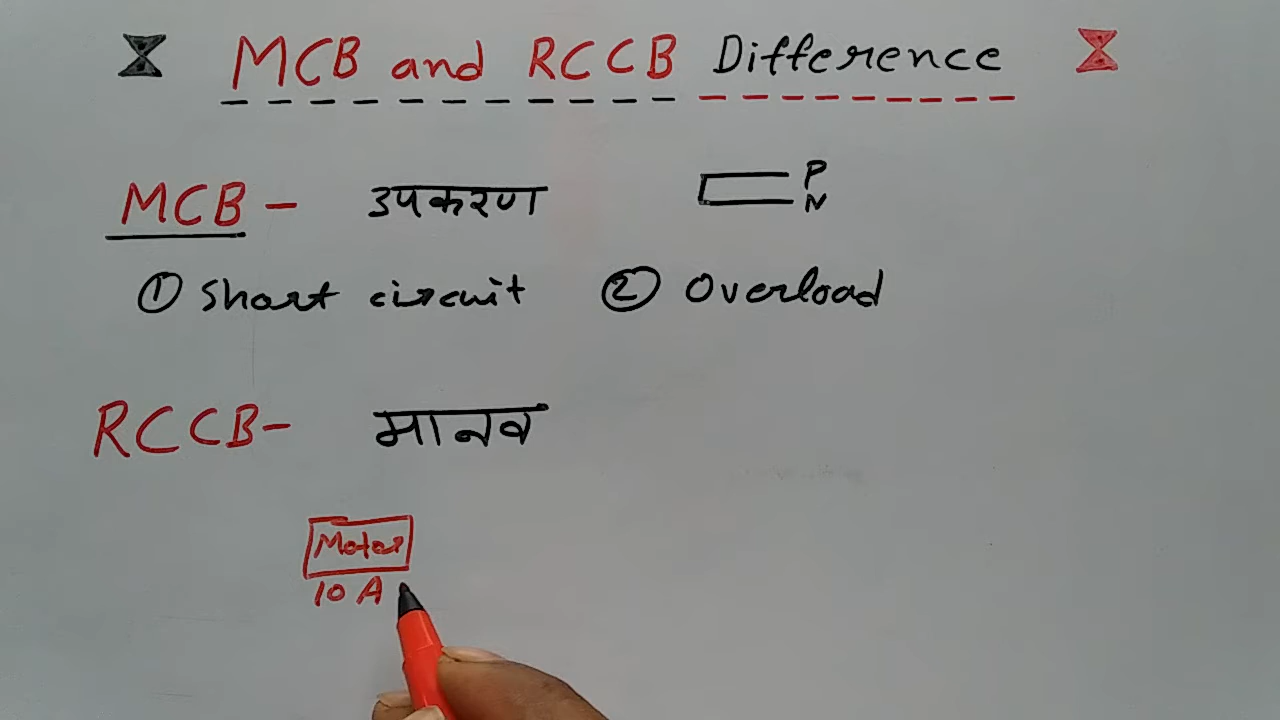 MCB and RCCB Difference
MCB - उपकरण
P
N
① Short circuit ② Overload
RCCB- मानव
Motor
10 A